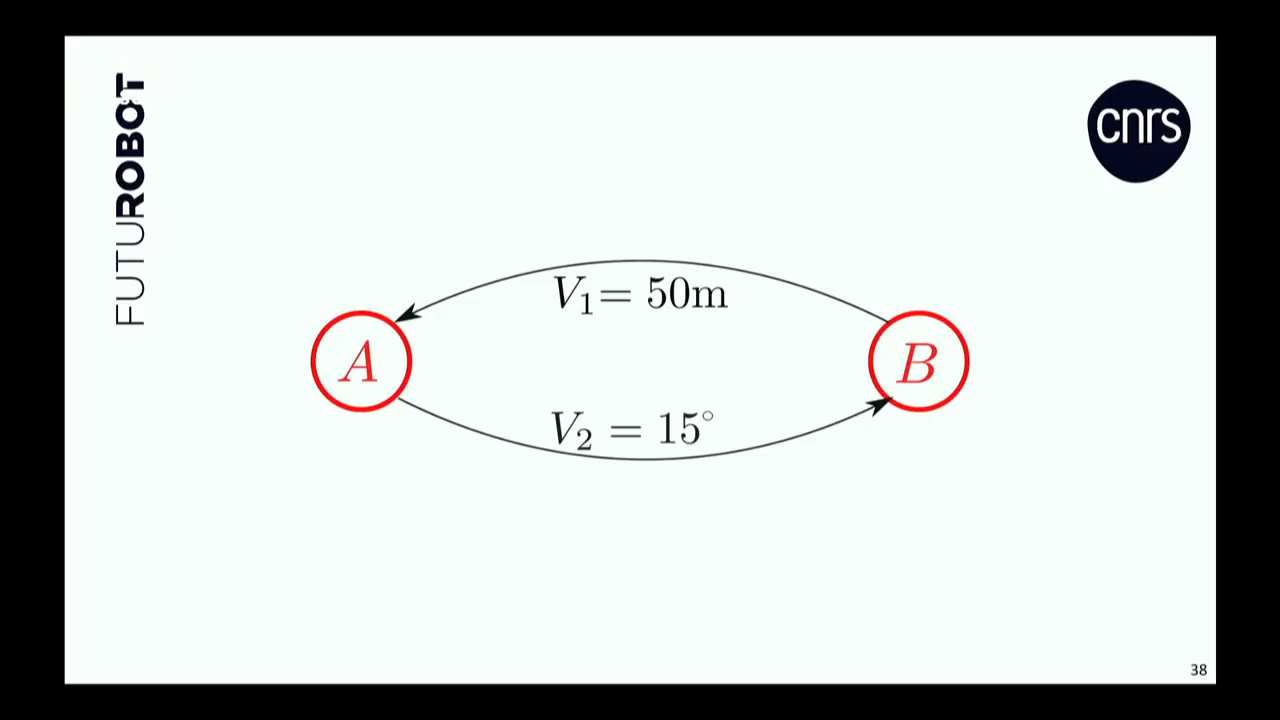 FUTUROBOT
cnrs
V₁= 50m
A
B
V₂ = 15°
38